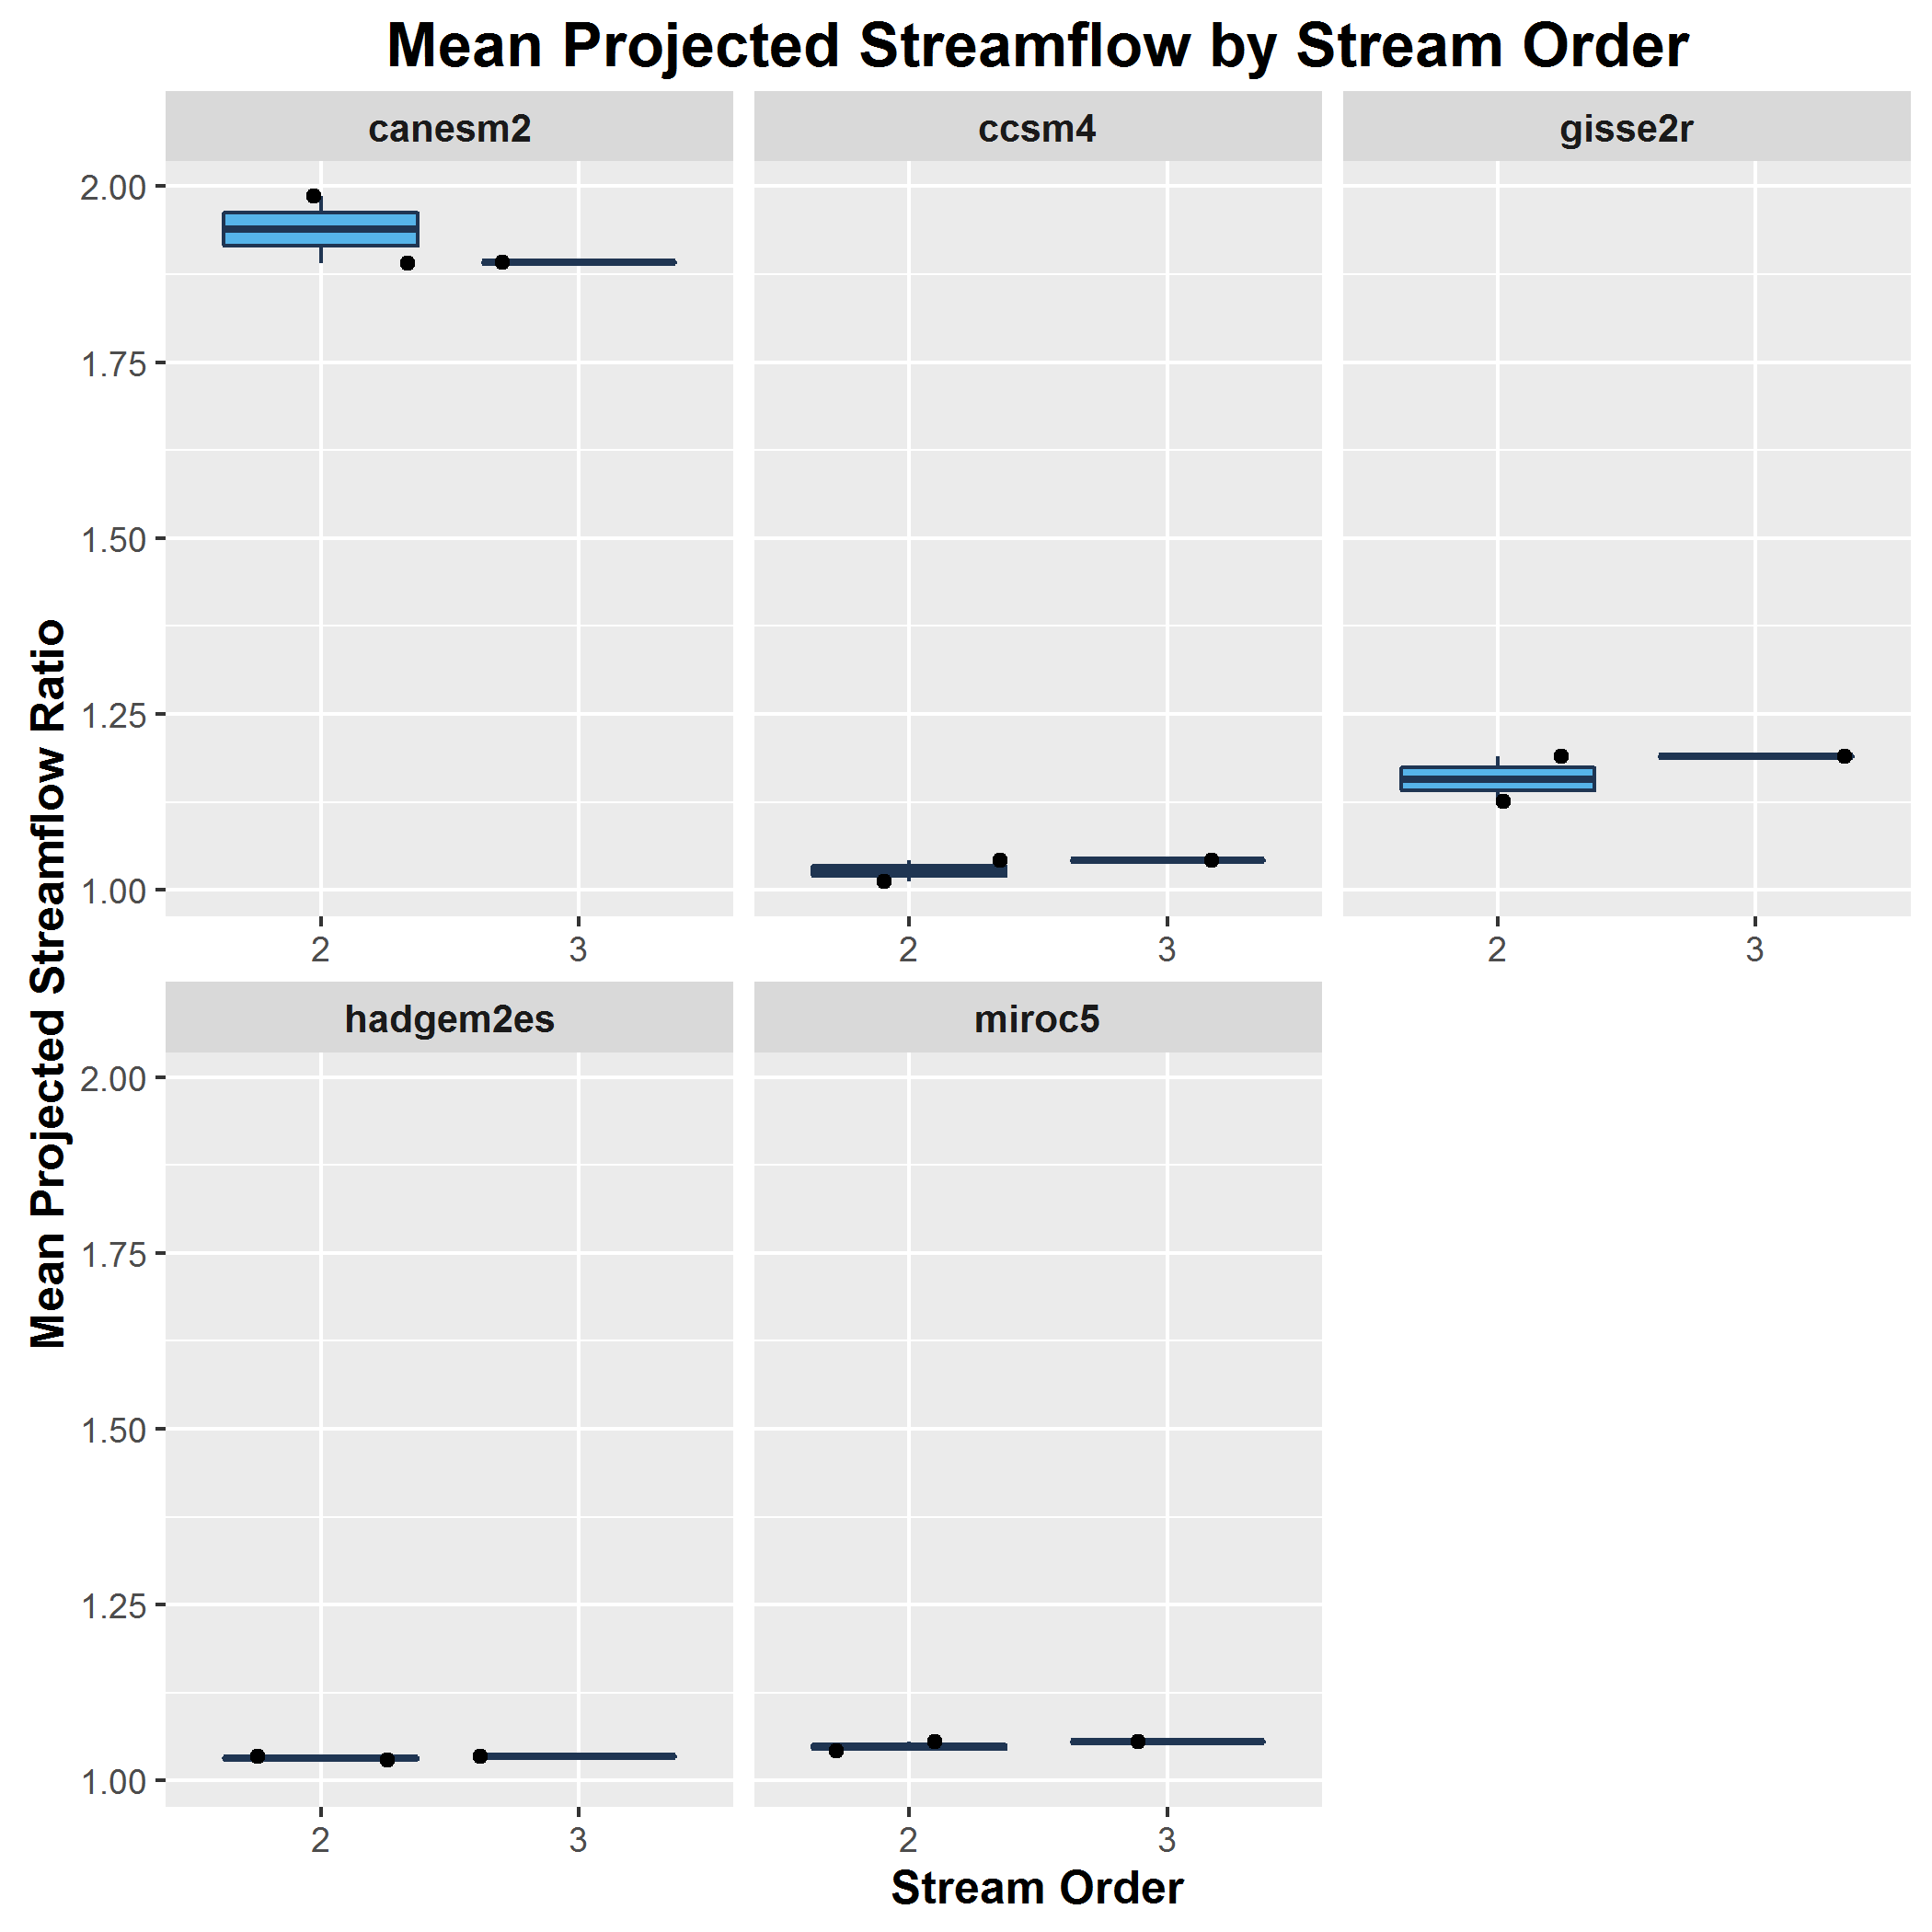 Mean Projected Streamflow by Stream Order
canesm2
ccsm4
gisse2r
2.00
1.75
1.50
1.25
1.00
2
3
2
3
2
3
Mean Projected Streamflow Ratio
hadgem2es
miroc5
2.00
1.75
1.50
1.25
1.00
2
3
2
3
Stream Order